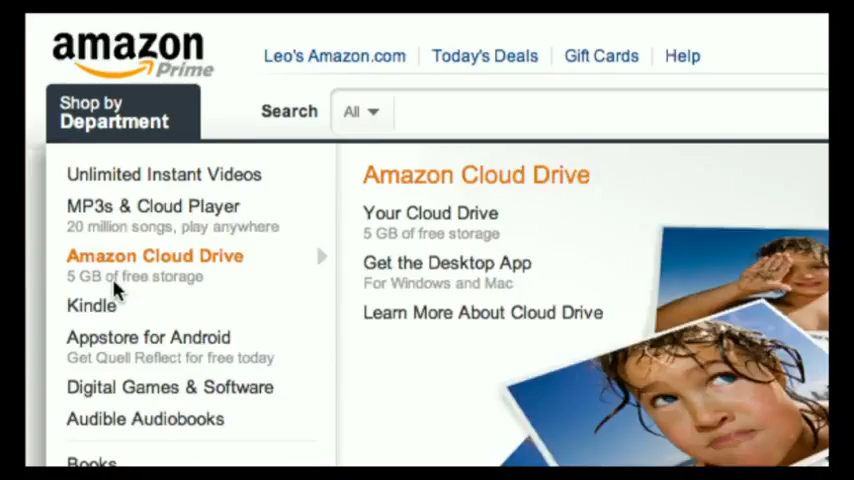 amazon
Prime
Leo's Amazon.com
Today's Deals
Gift Cards
Help
Shop by
Department
Search
All
Unlimited Instant Videos
MP3s & Cloud Player
20 million songs, play anywhere
Amazon Cloud Drive
5 GB of free storage
Kindle
Appstore for Android
Get Quell Reflect for free today
Digital Games & Software
Audible Audiobooks
Books
Amazon Cloud Drive
Your Cloud Drive
5 GB of free storage
Get the Desktop App
For Windows and Mac
Learn More About Cloud Drive